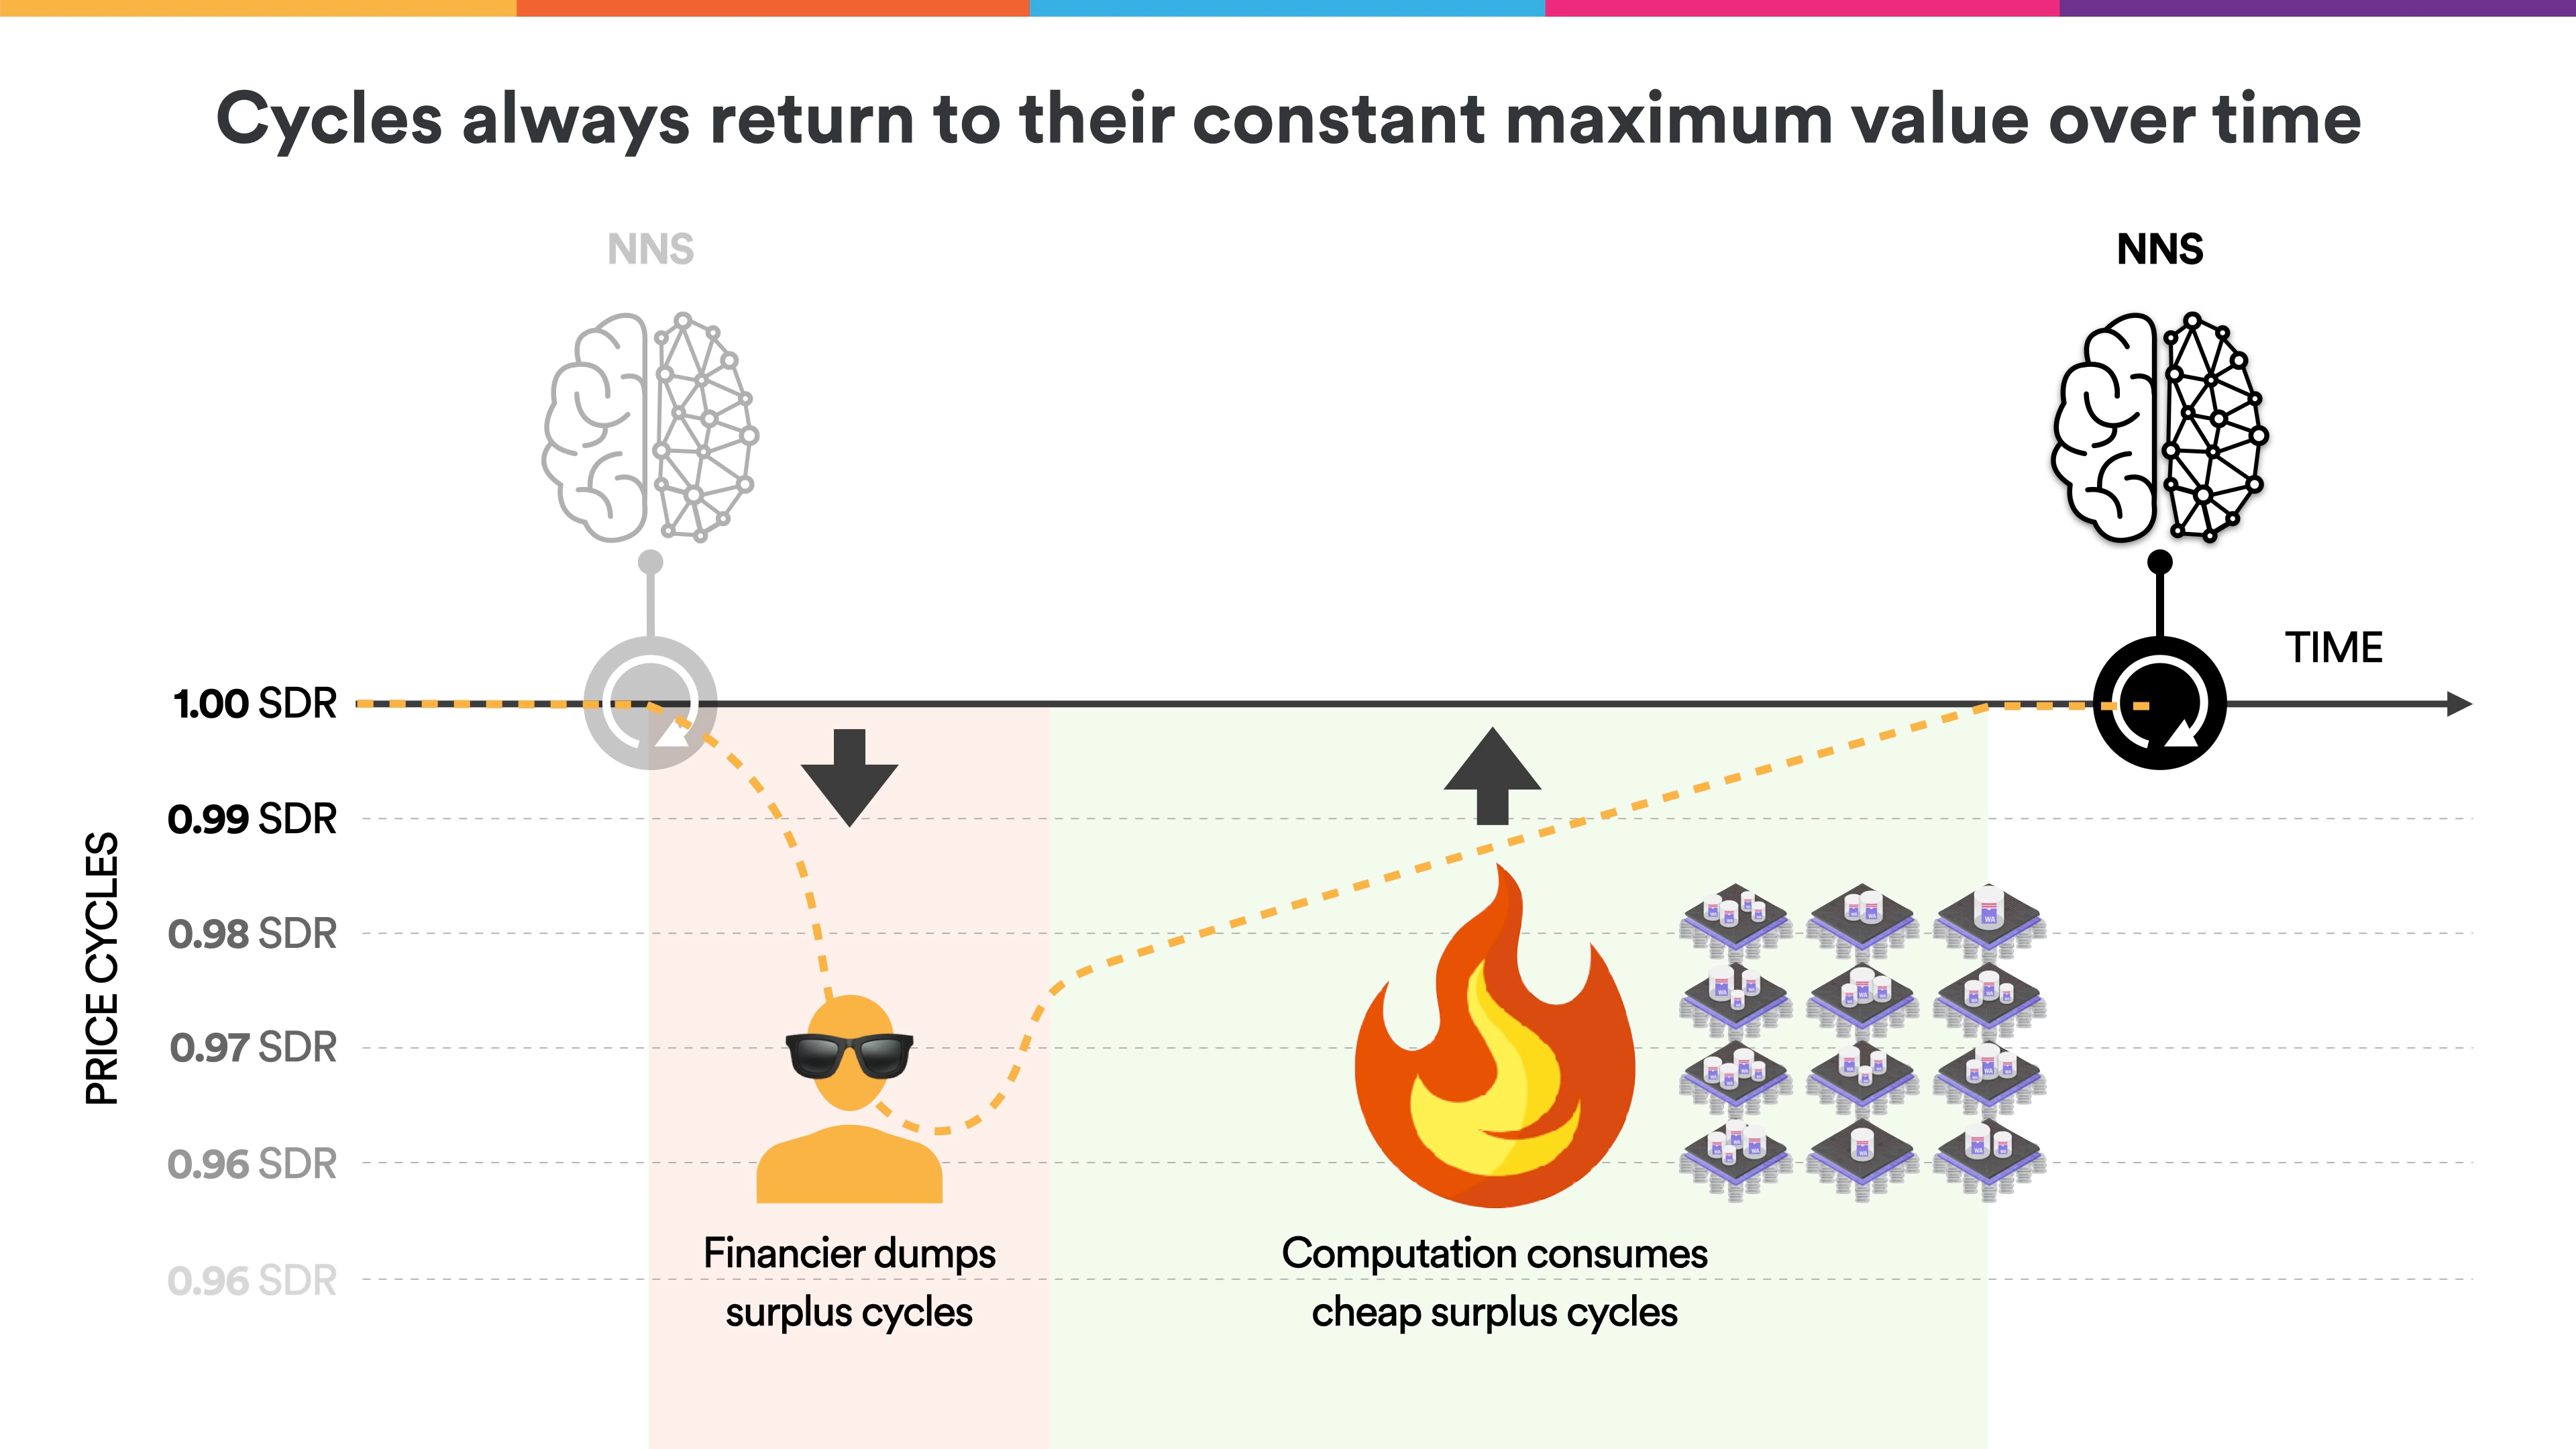 Cycles always return to their constant maximum value over time
NNS
NNS
TIME
1.00 SDR
0.99 SDR
0.98 SDR
0.97 SDR
0.96 SDR
0.96 SDR
PRICE CYCLES
Financier dumps
surplus cycles
Computation consumes
cheap surplus cycles